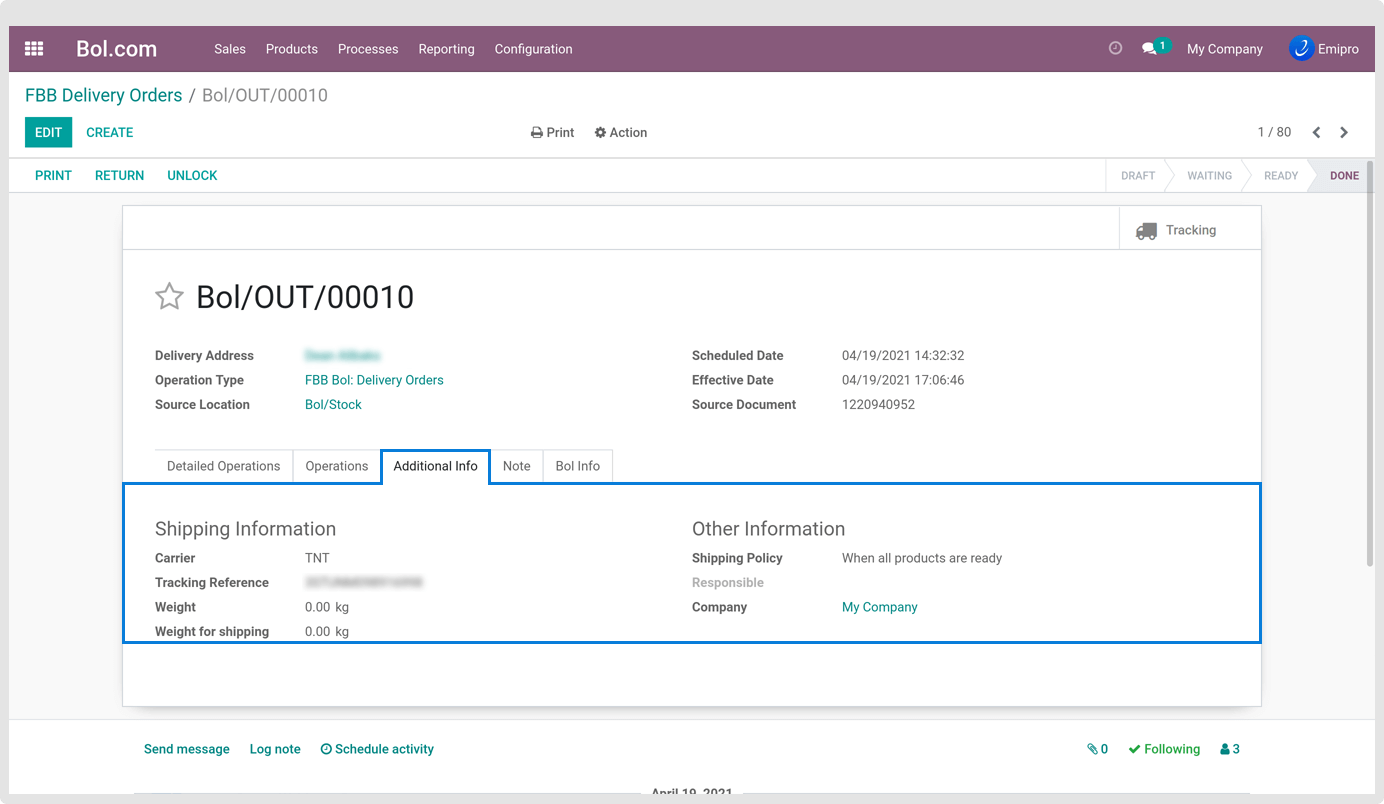 Bol.com Sales Products Processes Reporting Configuration 1 My Company Emipro
FBB Delivery Orders / Bol/OUT/00010
EDIT CREATE Print Action 1 / 80
PRINT RETURN UNLOCK DRAFT WAITING READY DONE
Tracking
Bol/OUT/00010
Delivery Address Scheduled Date 04/19/2021 14:32:32
Operation Type FBB Bol: Delivery Orders Effective Date 04/19/2021 17:06:46
Source Location Bol/Stock Source Document 1220940952
Detailed Operations Operations Additional Info Note Bol Info
Shipping Information Other Information
Carrier TNT Shipping Policy When all products are ready
Tracking Reference Responsible
Weight 0.00 kg Company My Company
Weight for shipping 0.00 kg
Send message Log note Schedule activity 0 Following 3
April 19, 2021